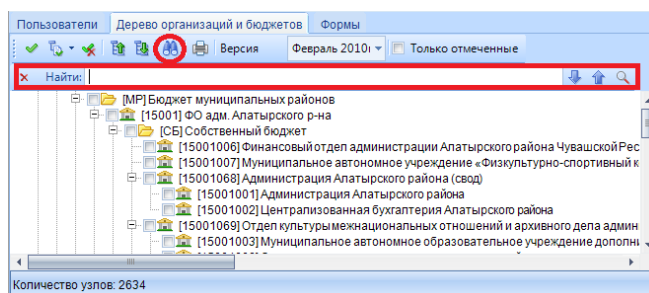 Пользователи Дерево организаций и бюджетов Формы
Версия Февраль 2010 Только отмеченные
Найти:
[МР] Бюджет муниципальных районов
[15001] ФО адм. Алатырского р-на
[СБ] Собственный бюджет
[15001006] Финансовый отдел администрации Алатырского района Чувашской Рес
[15001007] Муниципальное автономное учреждение «Физкультурно-спортивный к
[15001068] Администрация Алатырского района (свод)
[15001001] Администрация Алатырского района
[15001002] Централизованная бухгалтерия Алатырского района
[15001069] Отдел культуры межнациональных отношений и архивного дела админ
[15001003] Муниципальное автономное образовательное учреждение дополн
Количество узлов: 2634